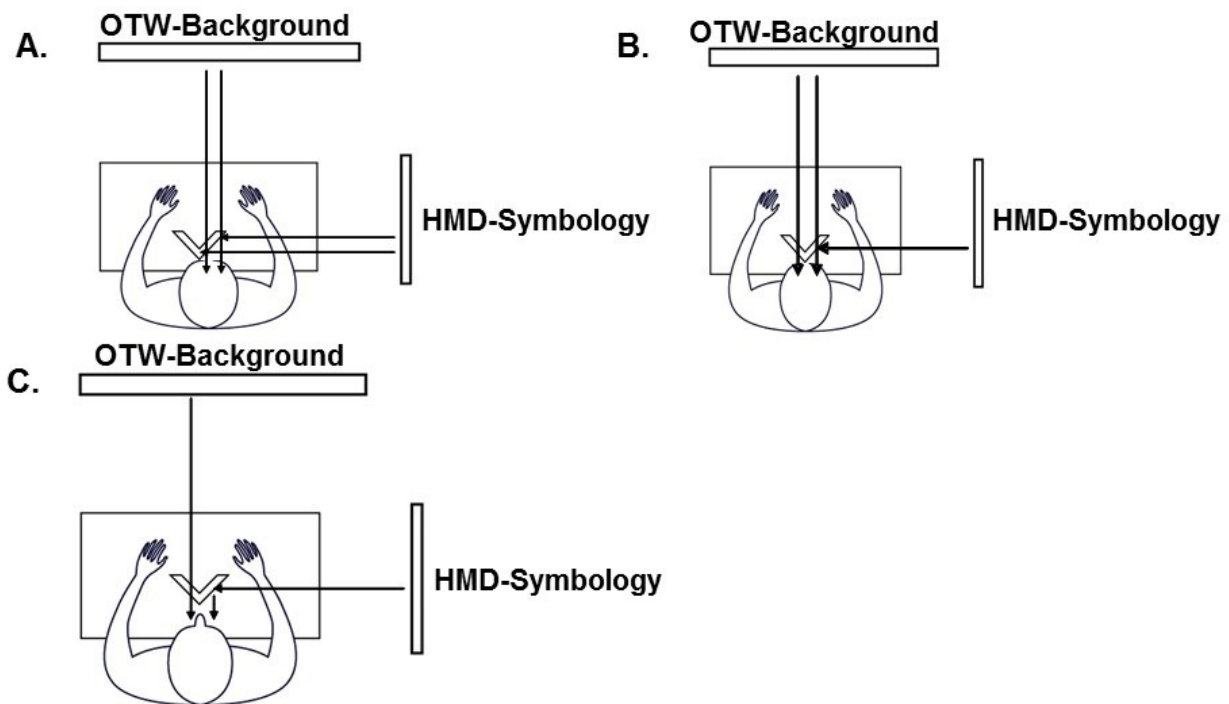 A.
OTW-Background
HMD-Symbology
B.
OTW-Background
HMD-Symbology
C.
OTW-Background
HMD-Symbology